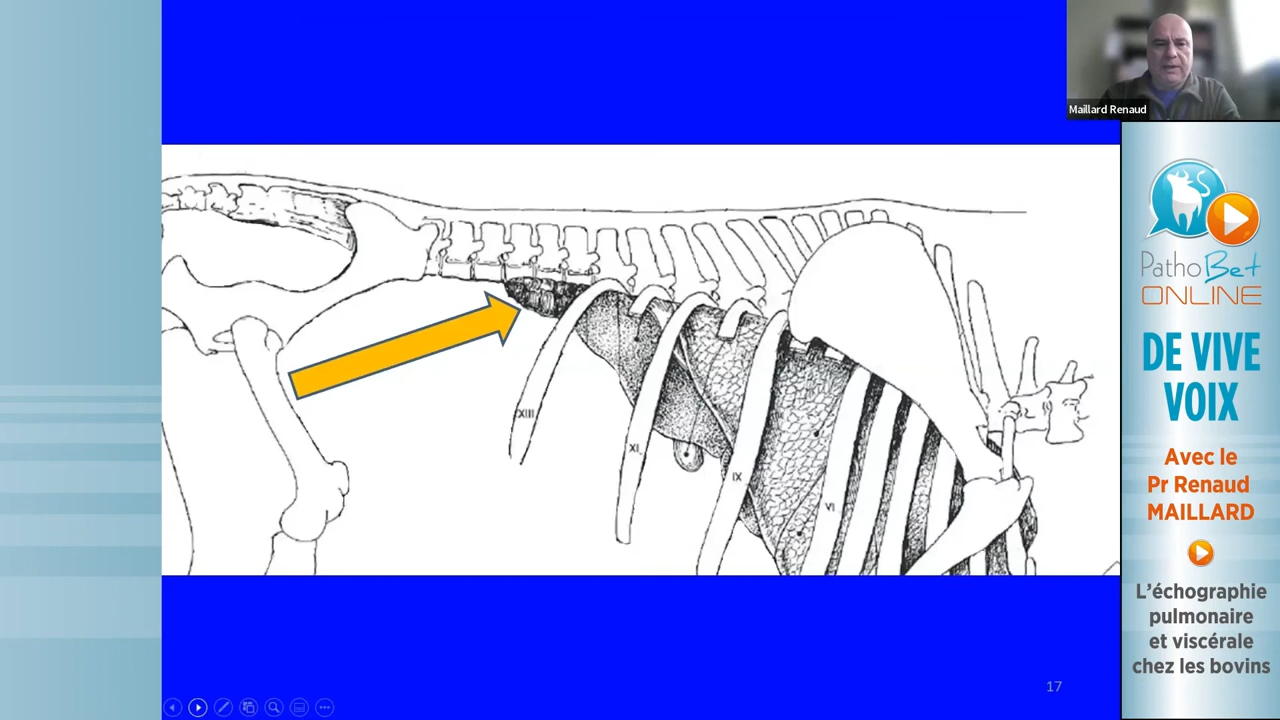 Maillard Renaud
PathoBet
ONLINE
DE VIVE
VOIX
Avec le
Pr Renaud
MAILLARD
L'échographie
pulmonaire
et viscérale
chez les bovins
XIII
XI
IX
VI
17